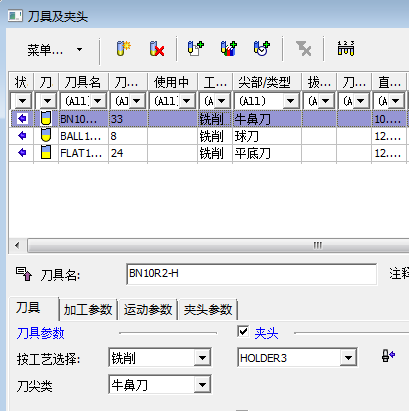 刀具及夹头
菜单...
123
状 刀 刀具名 刀... 使用中 工... 尖部/类型 拔... 刀... 直...
(All (All (All] (A (All) (A (A (A
BN10... 33 铣削 牛鼻刀 10....
BALL1... 8 铣削 球刀 12....
FLAT1... 24 铣削 平底刀 12....
刀具名: BN10R2-H 注释
刀具 加工参数 运动参数 夹头参数
刀具参数 夹头
按工艺选择: 铣削 HOLDER3
刀尖类 牛鼻刀